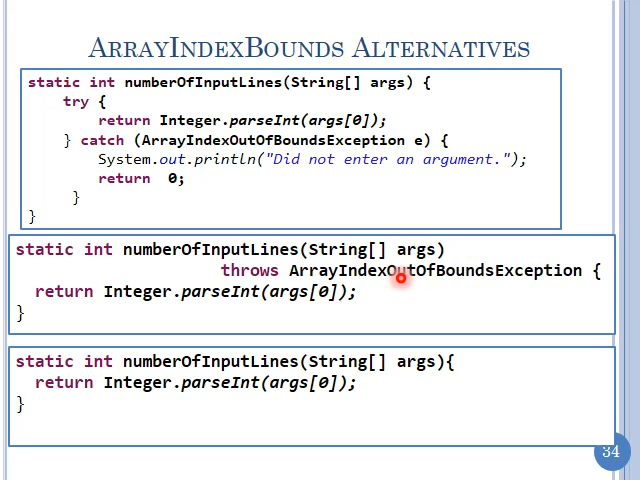 ArrayIndexBounds Alternatives
static int numberOfInputLines(String[] args) {
try {
return Integer.parseInt(args[0]);
} catch (ArrayIndexOutOfBoundsException e) {
System.out.println("Did not enter an argument.");
return 0;
}
}
static int numberOfInputLines(String[] args)
throws ArrayIndexOutOfBoundsException {
return Integer.parseInt(args[0]);
}
static int numberOfInputLines(String[] args){
return Integer.parseInt(args[0]);
}
34